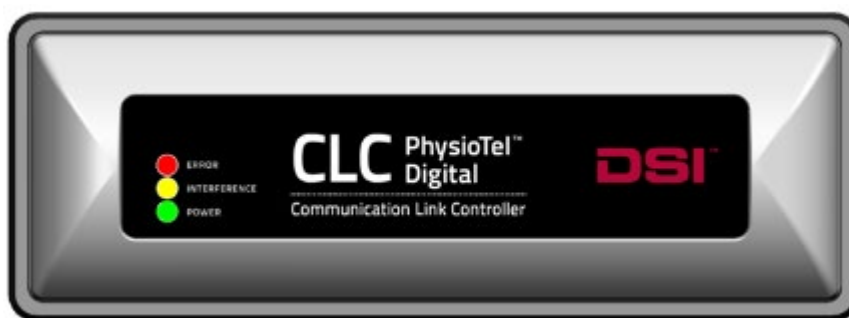 ERROR
INTERFERENCE
POWER
CLC PhysioTel™ Digital
Communication Link Controller
DSI™